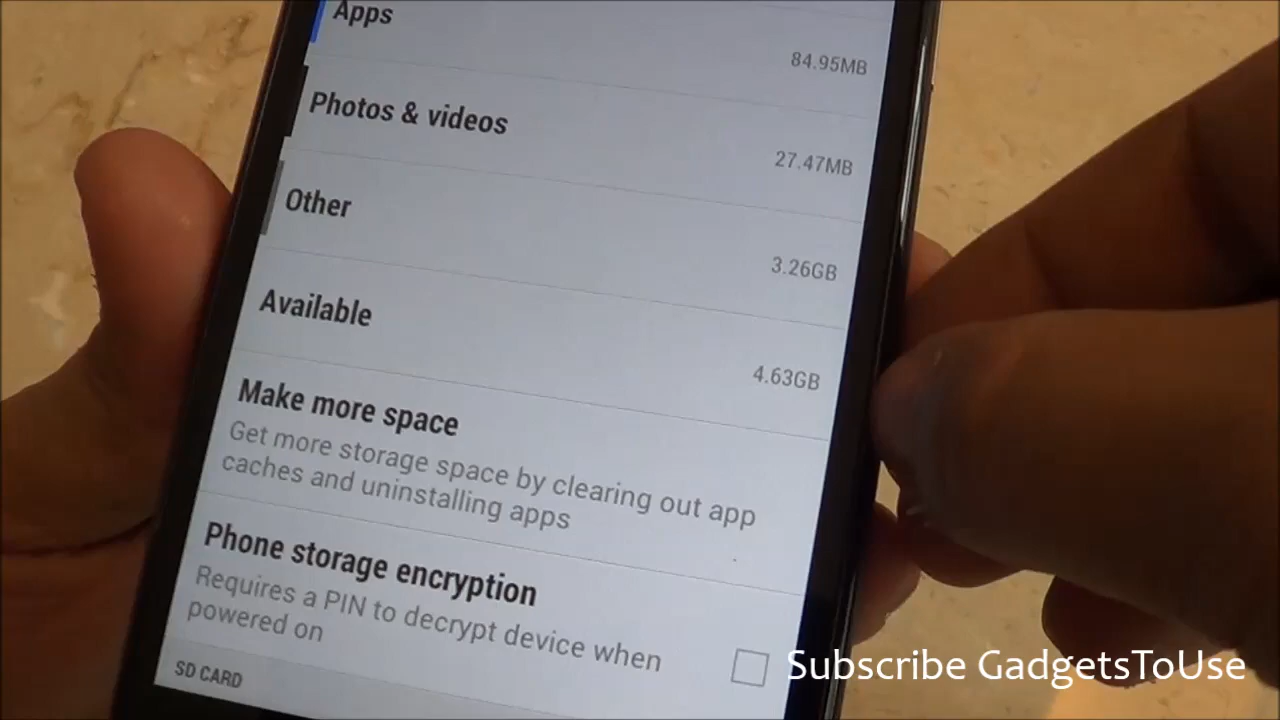 Apps
84.95MB
Photos & videos
27.47MB
Other
3.26GB
Available
4.63GB
Make more space
Get more storage space by clearing out app
caches and uninstalling apps
Phone storage encryption
Requires a PIN to decrypt device when
powered on
SD CARD
Subscribe GadgetsToUse